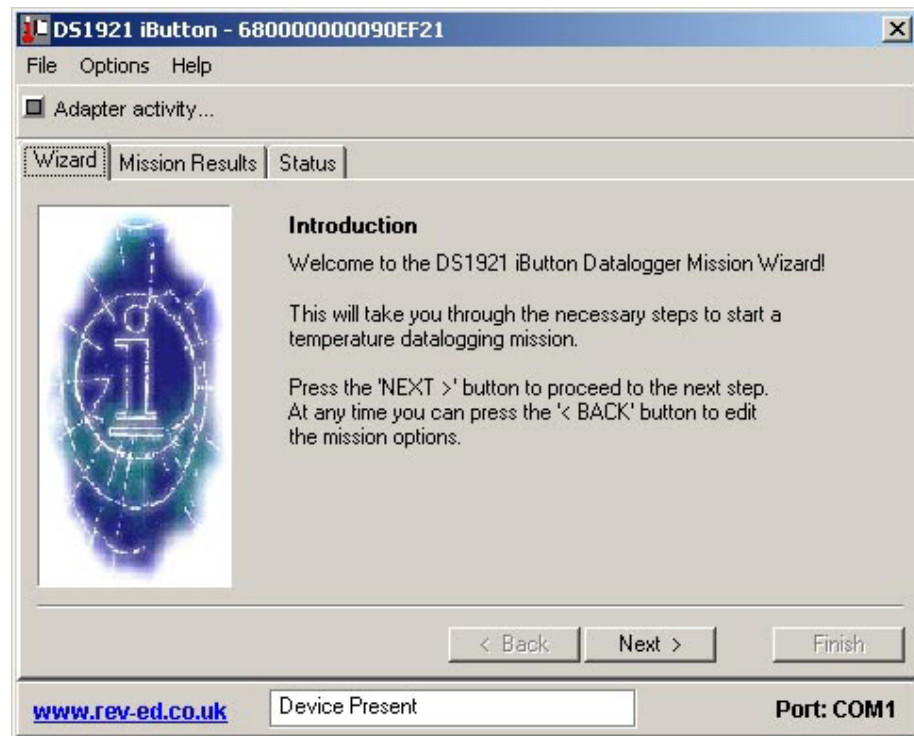 DS1921 iButton - 680000000090EF21
File Options Help
Adapter activity...
Wizard Mission Results Status
Introduction
Welcome to the DS1921 iButton Datalogger Mission Wizard!
This will take you through the necessary steps to start a
temperature datalogging mission.
Press the 'NEXT >' button to proceed to the next step.
At any time you can press the '< BACK' button to edit
the mission options.
< Back Next > Finish
www.rev-ed.co.uk Device Present Port: COM1